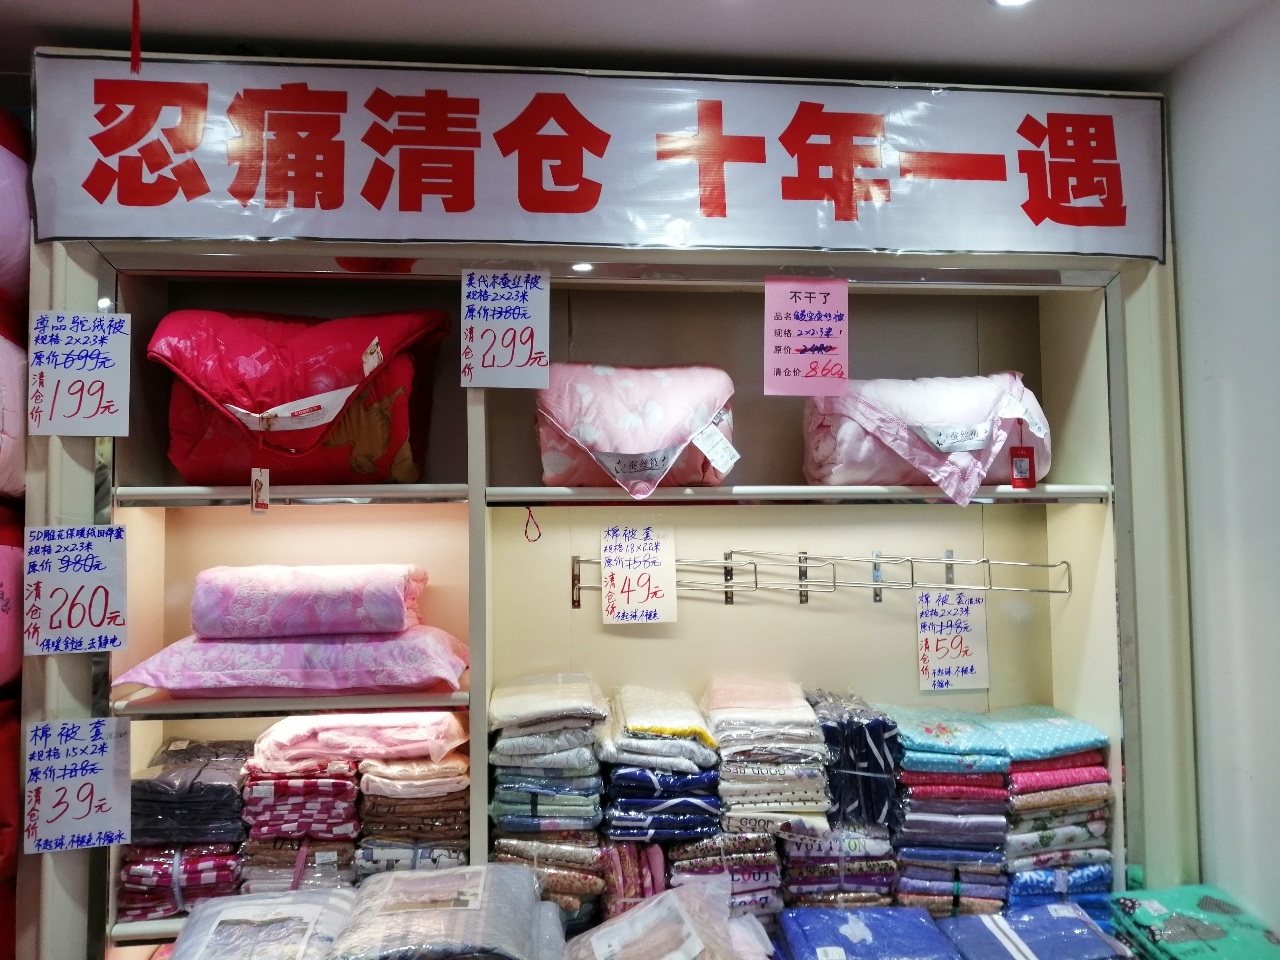 忍痛清仓 十年一遇
尊品驼绒被
规格2×2.3米
原价699元
清仓价199元
莫代尔蚕丝被
规格2×2.3米
原价1380元
清仓价299元
不干了
品名
规格 2×2.3米
原价
清仓价 860元
蚕丝被
蚕丝被
5D雕花保暖绒四件套
规格2×2.3米
原价980元
清仓价260元
保暖舒适,去静电
棉被套
规格1.8×2.2米
原价158元
清仓价49元
不起球,不褪色
棉被套
规格2×2.3米
原价198元
清仓价59元
不起球,不褪色
不缩水
棉被套
规格1.5×2米
原价138元
清仓价39元
不起球,不褪色不缩水
I GOOD
VUITTON
LOUI